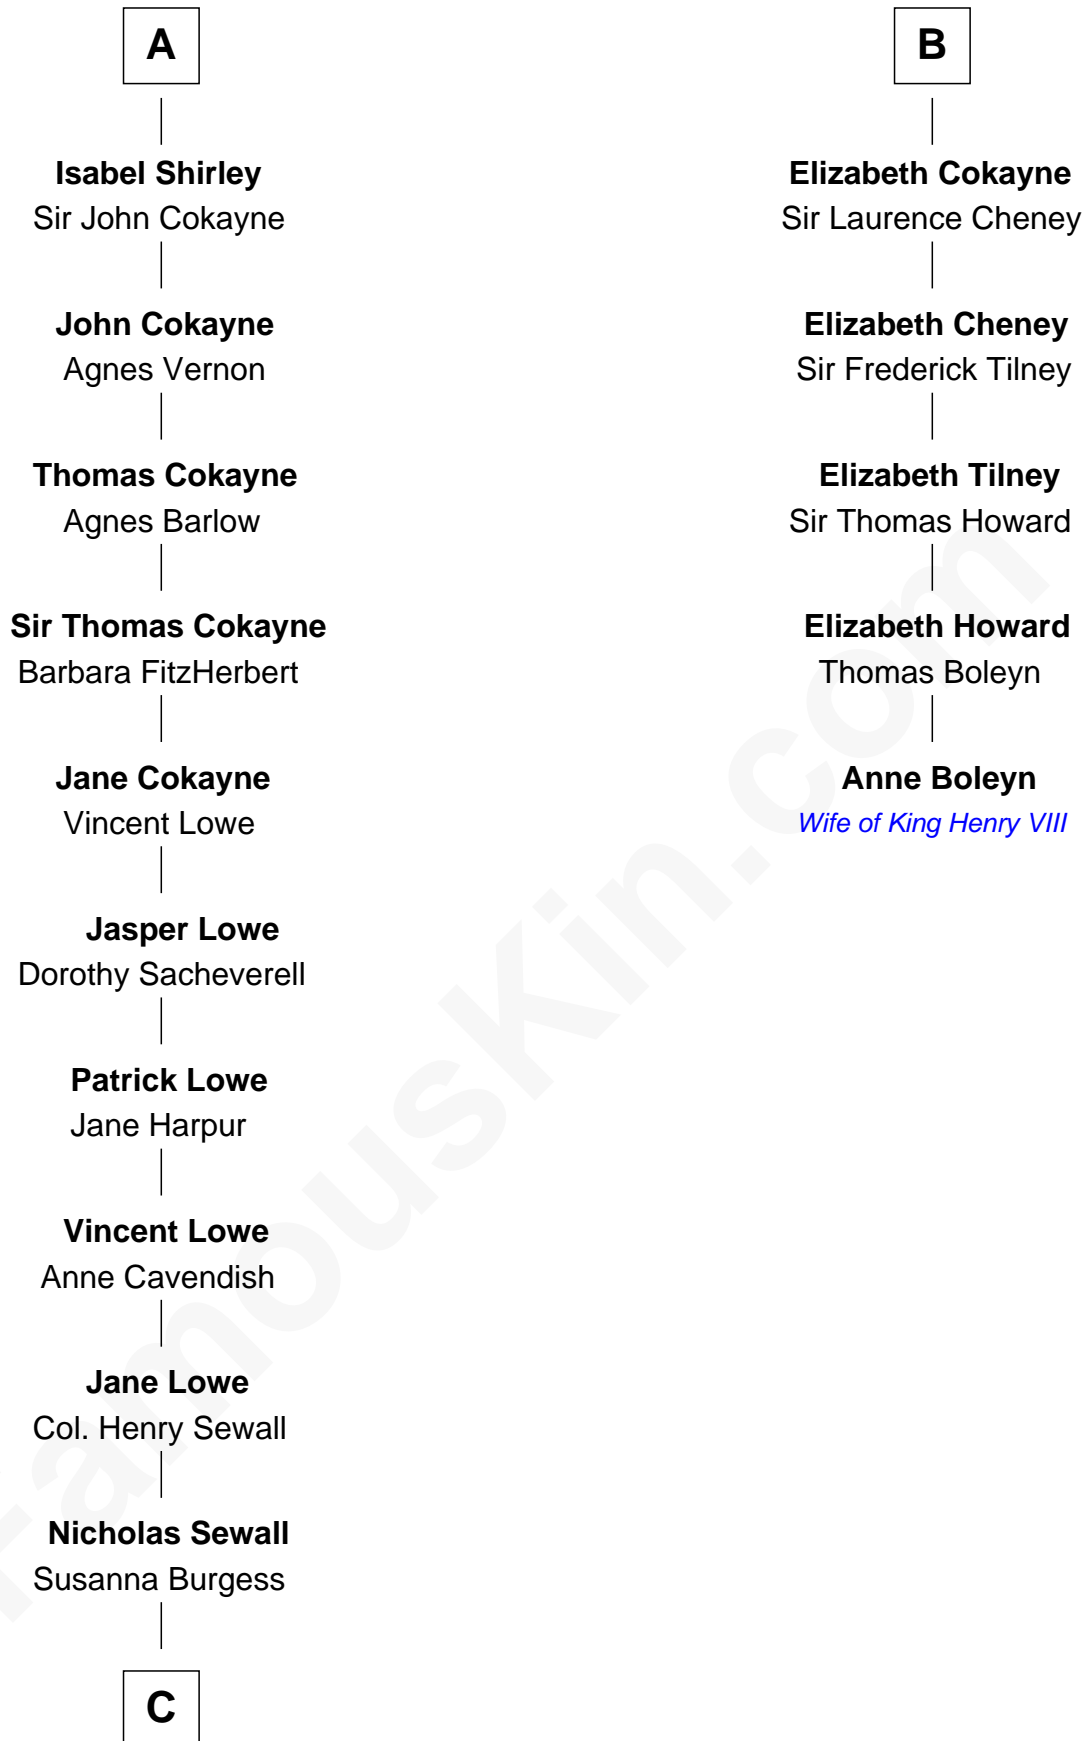 A
Isabel Shirley
Sir John Cokayne
John Cokayne
Agnes Vernon
Thomas Cokayne
Agnes Barlow
Sir Thomas Cokayne
Barbara FitzHerbert
Jane Cokayne
Vincent Lowe
Jasper Lowe
Dorothy Sacheverell
Patrick Lowe
Jane Harpur
Vincent Lowe
Anne Cavendish
Jane Lowe
Col. Henry Sewall
Nicholas Sewall
Susanna Burgess
C
B
Elizabeth Cokayne
Sir Laurence Cheney
Elizabeth Cheney
Sir Frederick Tilney
Elizabeth Tilney
Sir Thomas Howard
Elizabeth Howard
Thomas Boleyn
Anne Boleyn
Wife of King Henry VIII
FamousKin.com